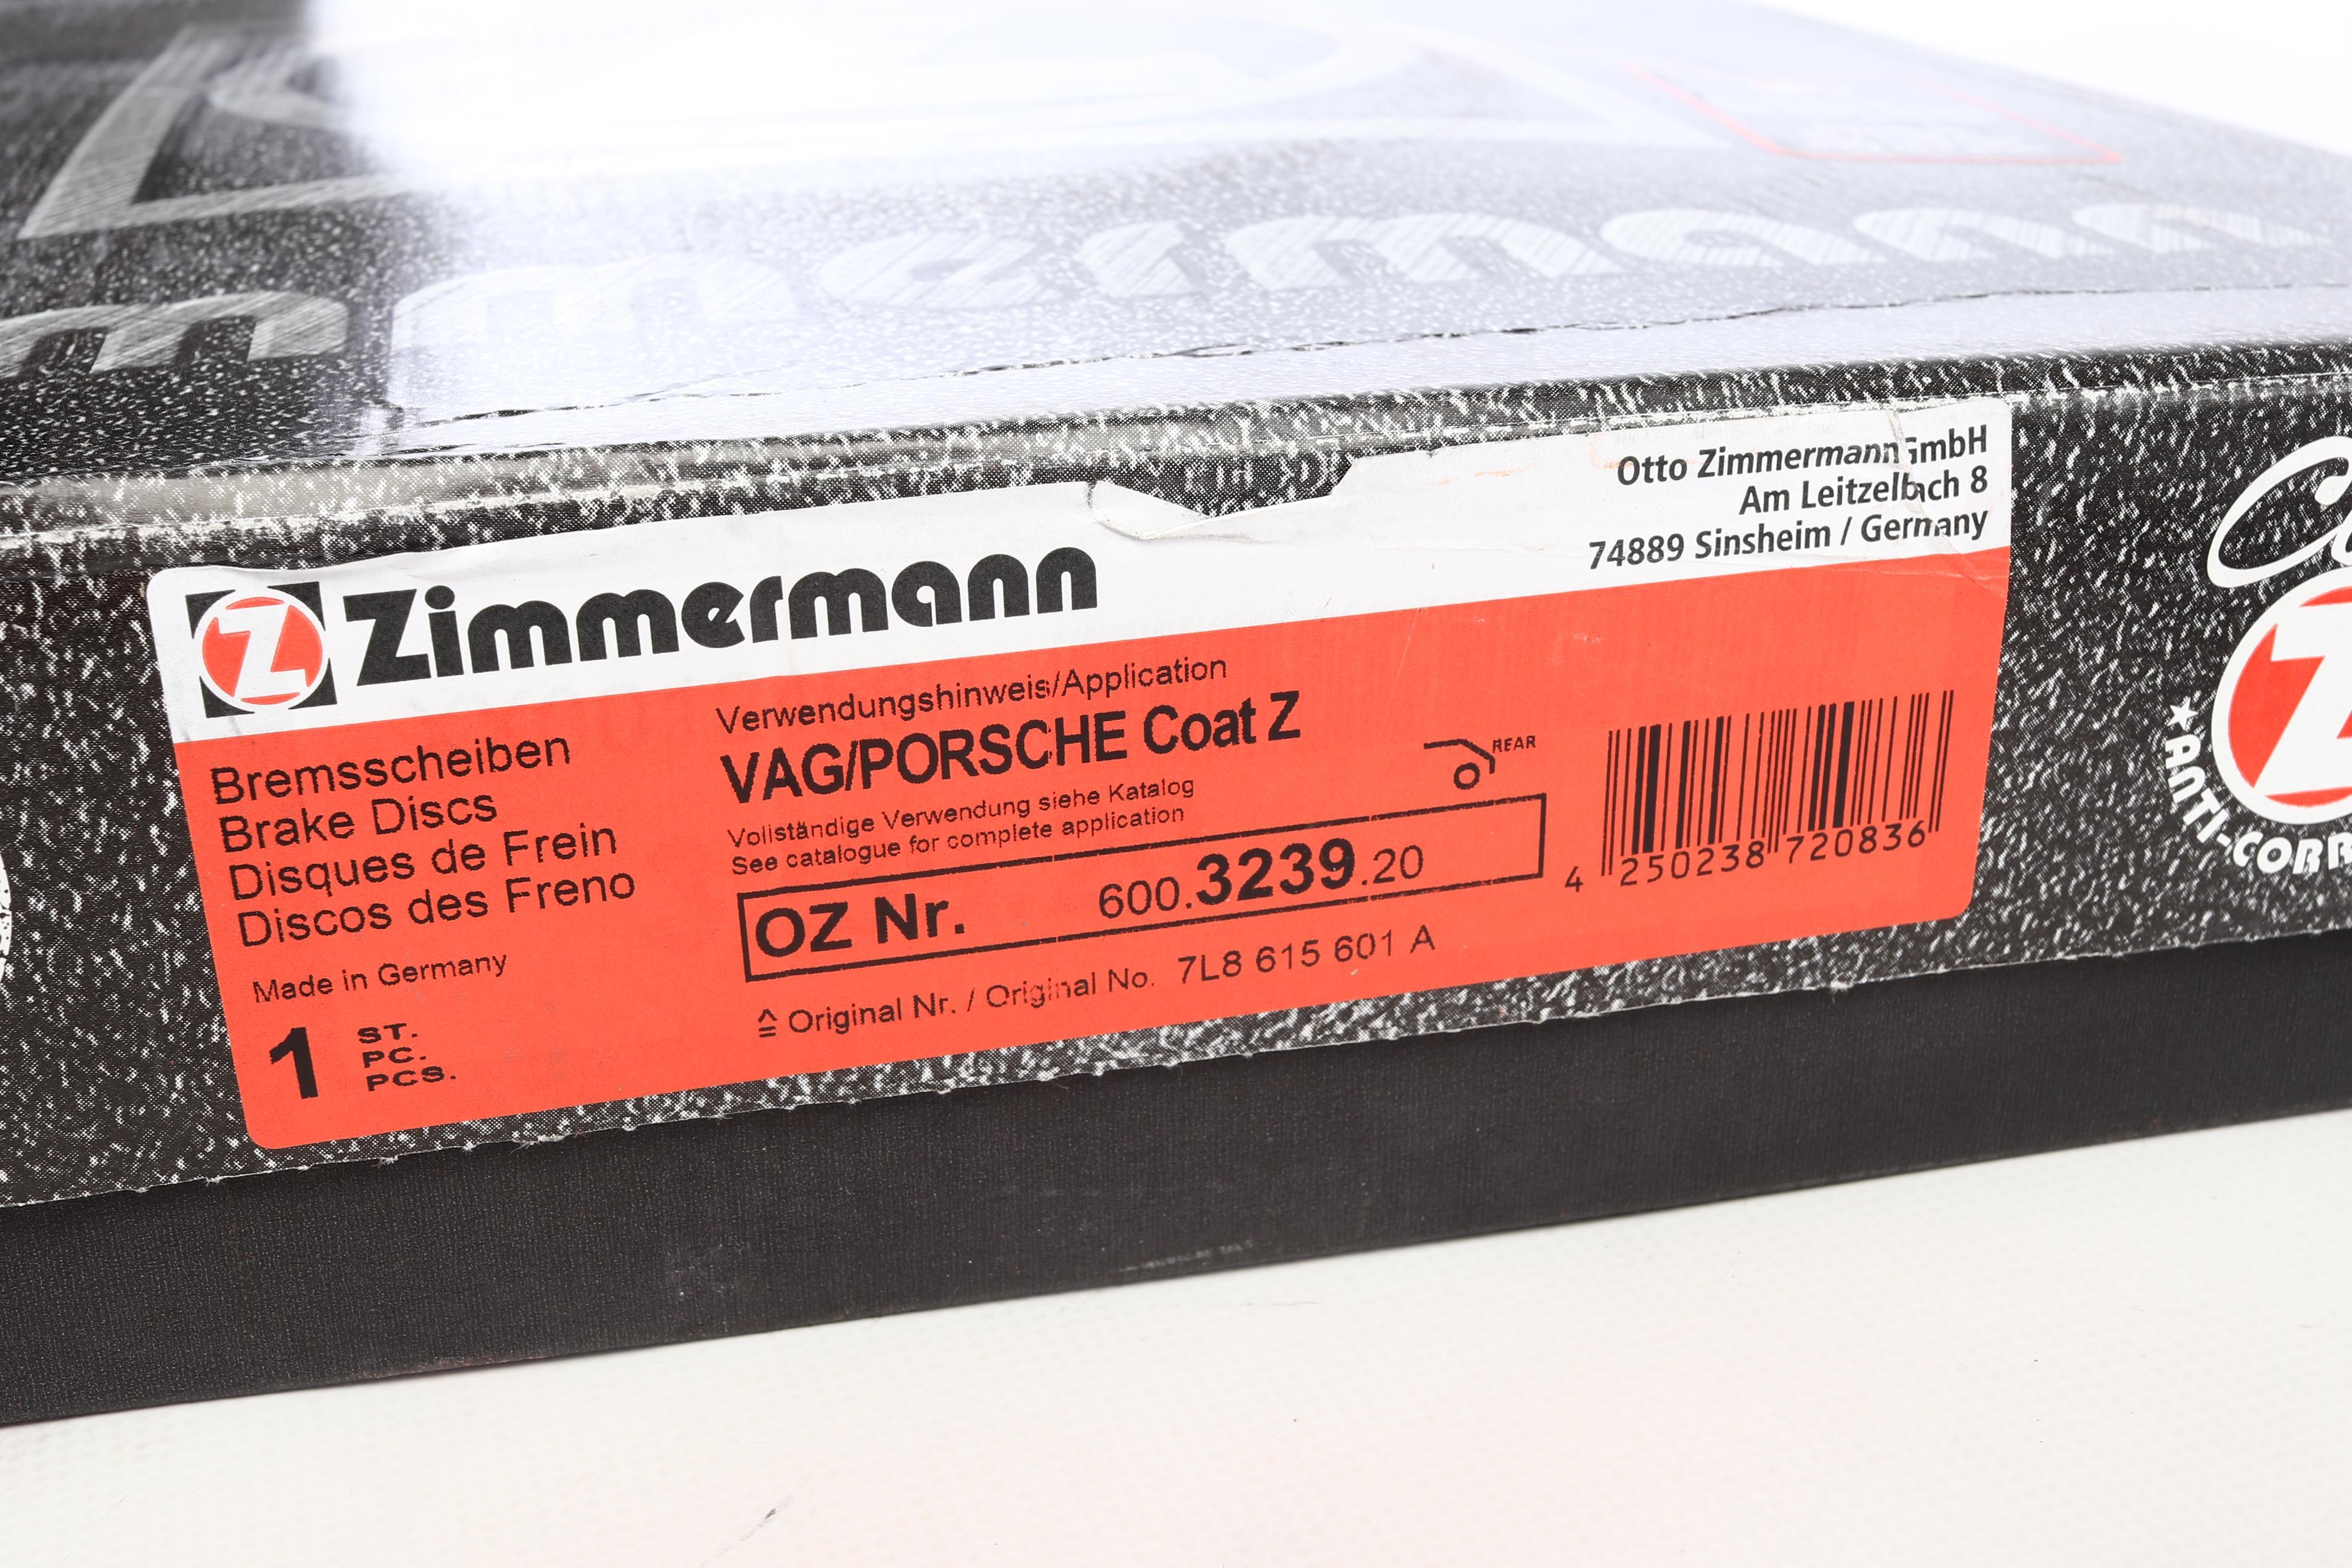 mmermann
Zimmermann
Otto Zimmermann GmbH
Am Leitzelbach 8
74889 Sinsheim / Germany
Bremsscheiben
Brake Discs
Disques de Frein
Discos des Freno
Made in Germany
1 ST.
PC.
PCS.
Verwendungshinweis/Application
VAG/PORSCHE Coat Z
Vollständige Verwendung siehe Katalog
See catalogue for complete application
REAR
OZ Nr. 600.3239.20
≙ Original Nr. / Original No. 7L8 615 601 A
4 250238 720836
Z
ANTI-CORR